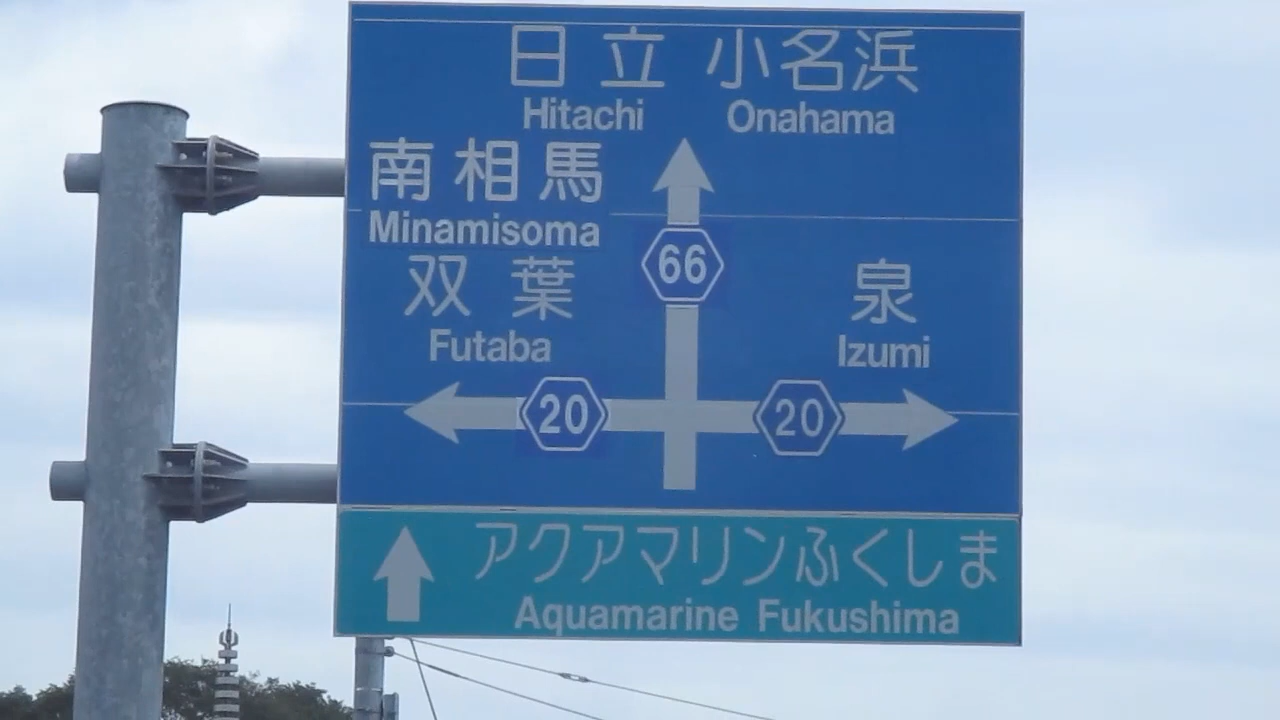 日立 小名浜
Hitachi Onahama
南相馬
Minamisoma
66
双葉
Futaba
泉
Izumi
20
20
アクアマリンふくしま
Aquamarine Fukushima